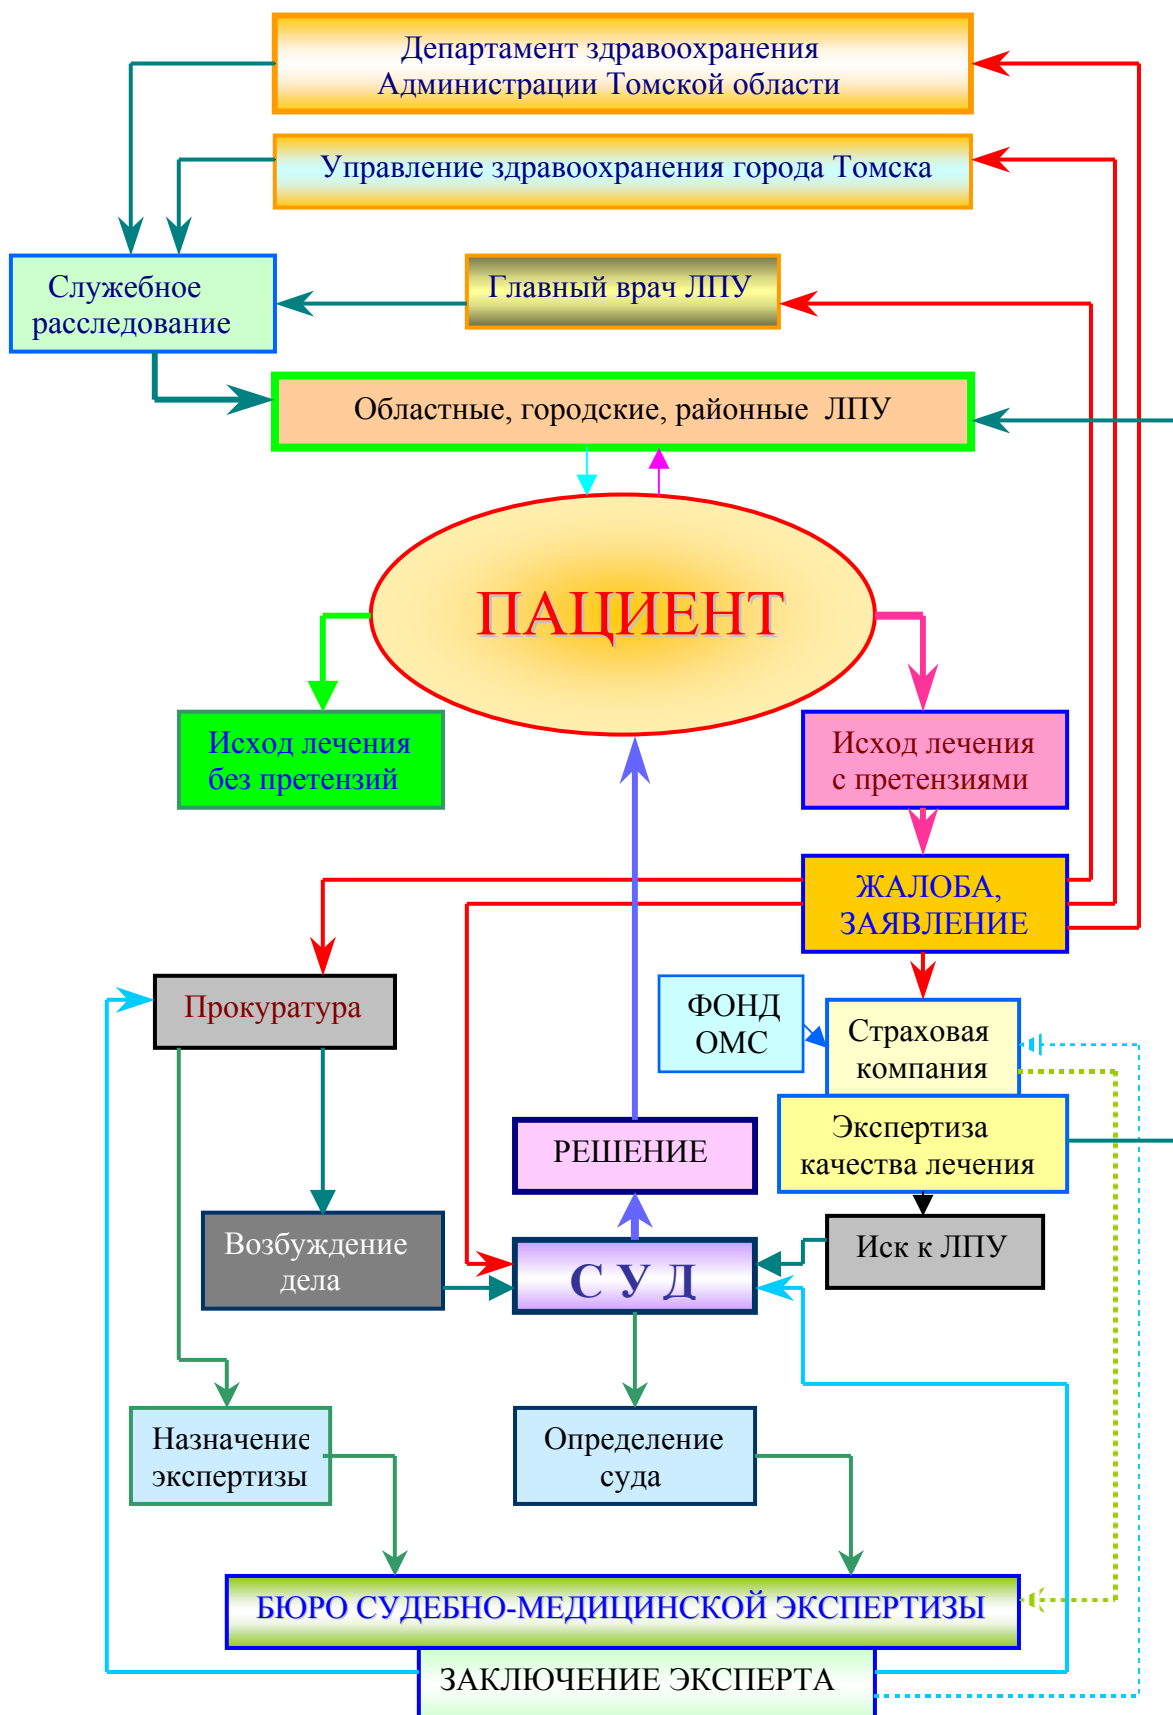 Департамент здравоохранения
Администрации Томской области
Управление здравоохранения города Томска
Служебное
расследование
Главный врач ЛПУ
Областные, городские, районные ЛПУ
ПАЦИЕНТ
Исход лечения
без претензий
Исход лечения
с претензиями
ЖАЛОБА,
ЗАЯВЛЕНИЕ
Прокуратура
ФОНД
ОМС
Страховая
компания
Экспертиза
качества лечения
РЕШЕНИЕ
Возбуждение
дела
С У Д
Иск к ЛПУ
Назначение
экспертизы
Определение
суда
БЮРО СУДЕБНО-МЕДИЦИНСКОЙ ЭКСПЕРТИЗЫ
ЗАКЛЮЧЕНИЕ ЭКСПЕРТА